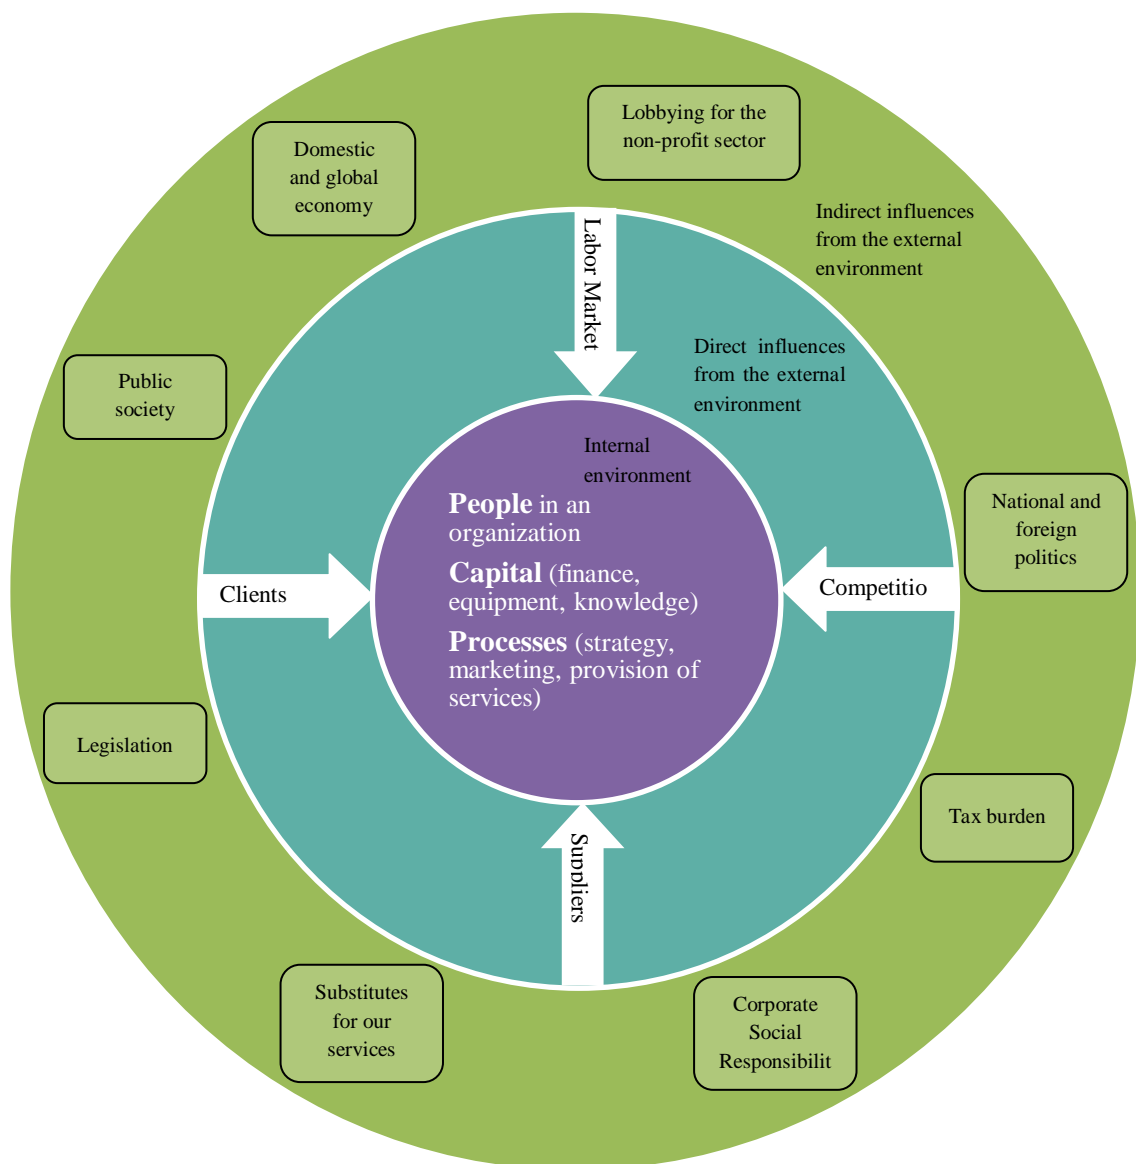 Lobbying for the
non-profit sector
Domestic
and global
economy
Indirect influences
from the external
environment
Labor Market
Direct influences
from the external
environment
Public
society
Internal
environment
People in an
organization
Capital (finance,
equipment, knowledge)
Processes (strategy,
marketing, provision of
services)
National and
foreign
politics
Clients
Competitio
Legislation
Tax burden
Suppliers
Substitutes
for our
services
Corporate
Social
Responsibilit